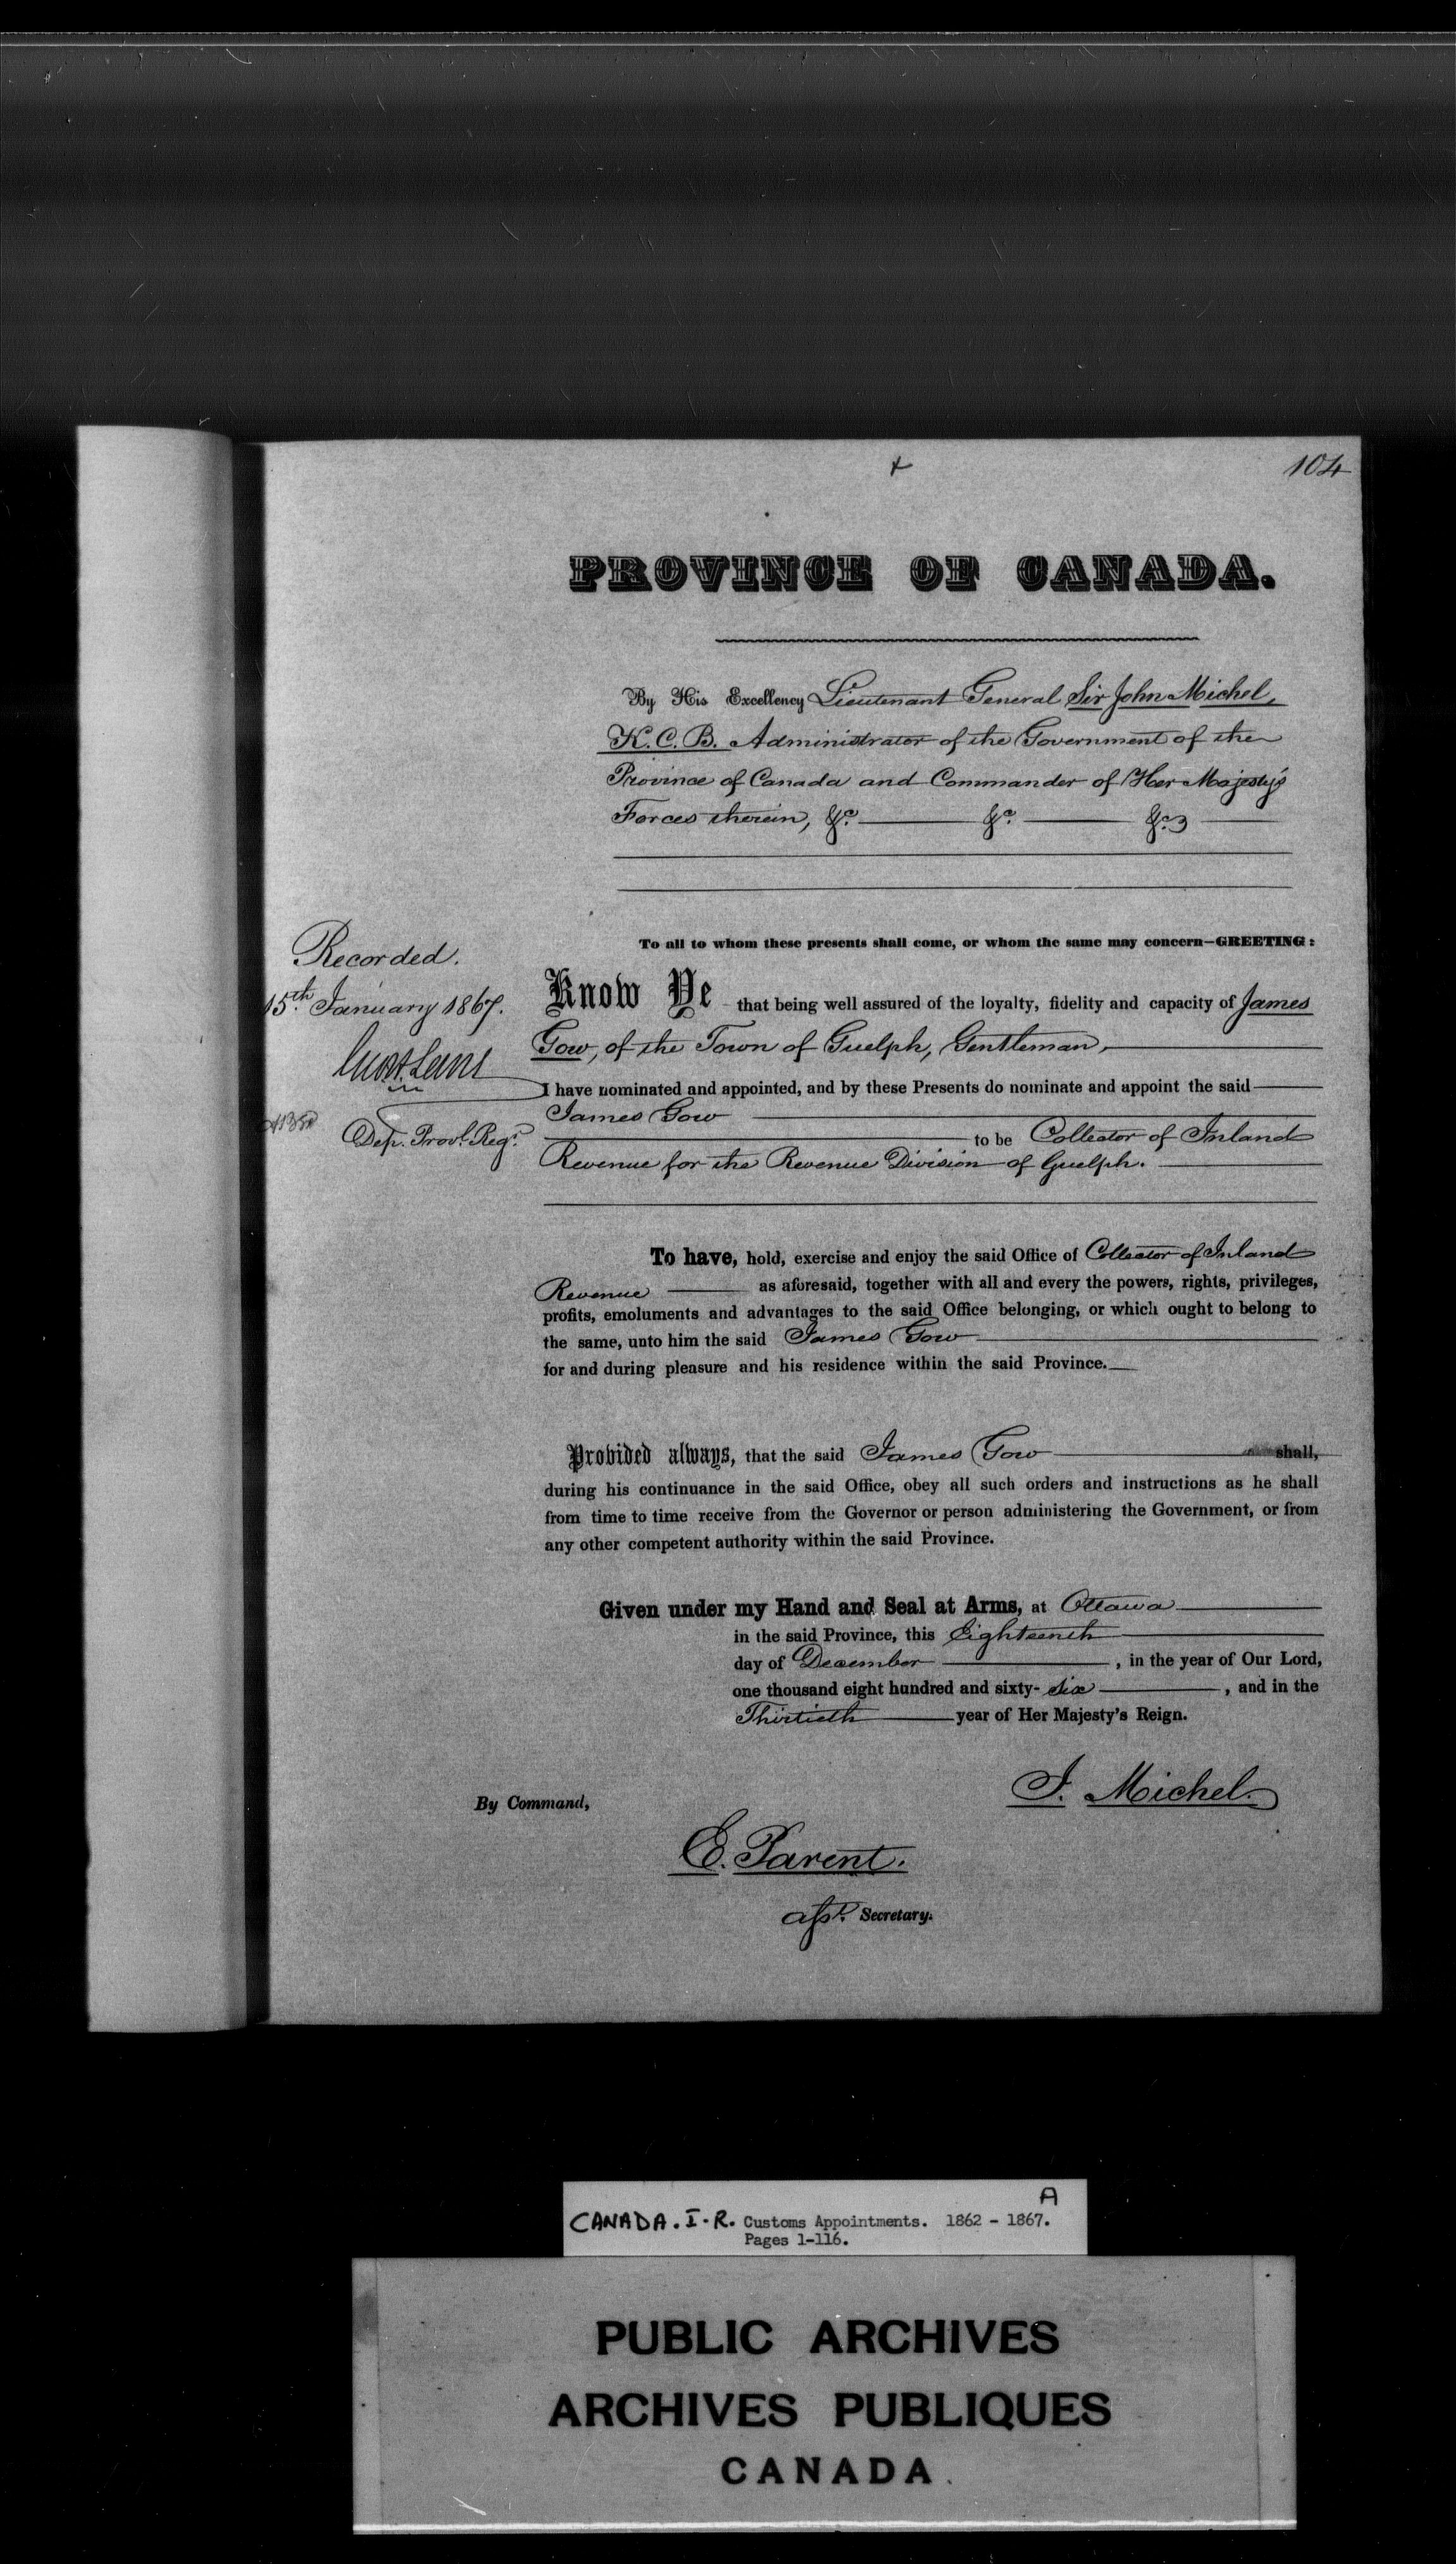 104
PROVINCE OF CANADA.
By His Excellency Lieutenant General Sir John Michel,
K. C. B. Administrator of the Government of the
Province of Canada and Commander of Her Majesty's
Forces therein, &c. &c. &c.
To all to whom these presents shall come, or whom the same may concern—GREETING:
Recorded.
15th January 1867.
Dep. Provl. Regr.
Know Ye that being well assured of the loyalty, fidelity and capacity of James
Gow, of the Town of Guelph, Gentleman,
I have nominated and appointed, and by these Presents do nominate and appoint the said
James Gow
to be Collector of Inland
Revenue for the Revenue Division of Guelph.
To have, hold, exercise and enjoy the said Office of Collector of Inland
Revenue as aforesaid, together with all and every the powers, rights, privileges,
profits, emoluments and advantages to the said Office belonging, or which ought to belong to
the same, unto him the said James Gow
for and during pleasure and his residence within the said Province.
Provided always, that the said James Gow shall,
during his continuance in the said Office, obey all such orders and instructions as he shall
from time to time receive from the Governor or person administering the Government, or from
any other competent authority within the said Province.
Given under my Hand and Seal at Arms, at Ottawa
in the said Province, this Eighteenth
day of December, in the year of Our Lord,
one thousand eight hundred and sixty-six, and in the
Thirtieth year of Her Majesty's Reign.
J. Michel.
By Command,
E. Parent.
Asst. Secretary.
A
CANADA. I-R. Customs Appointments. 1862 - 1867.
Pages 1-116.
PUBLIC ARCHIVES
ARCHIVES PUBLIQUES
CANADA